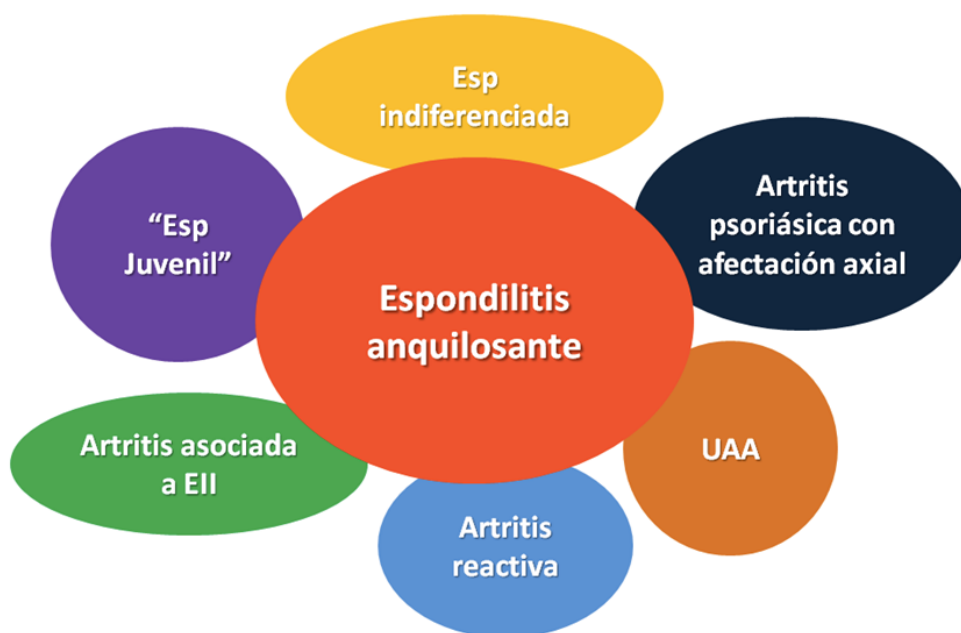 Esp
indiferenciada
“Esp
Juvenil”
Artritis
psoriásica con
afectación axial
Espondilitis
anquilosante
Artritis asociada
a EII
UAA
Artritis
reactiva